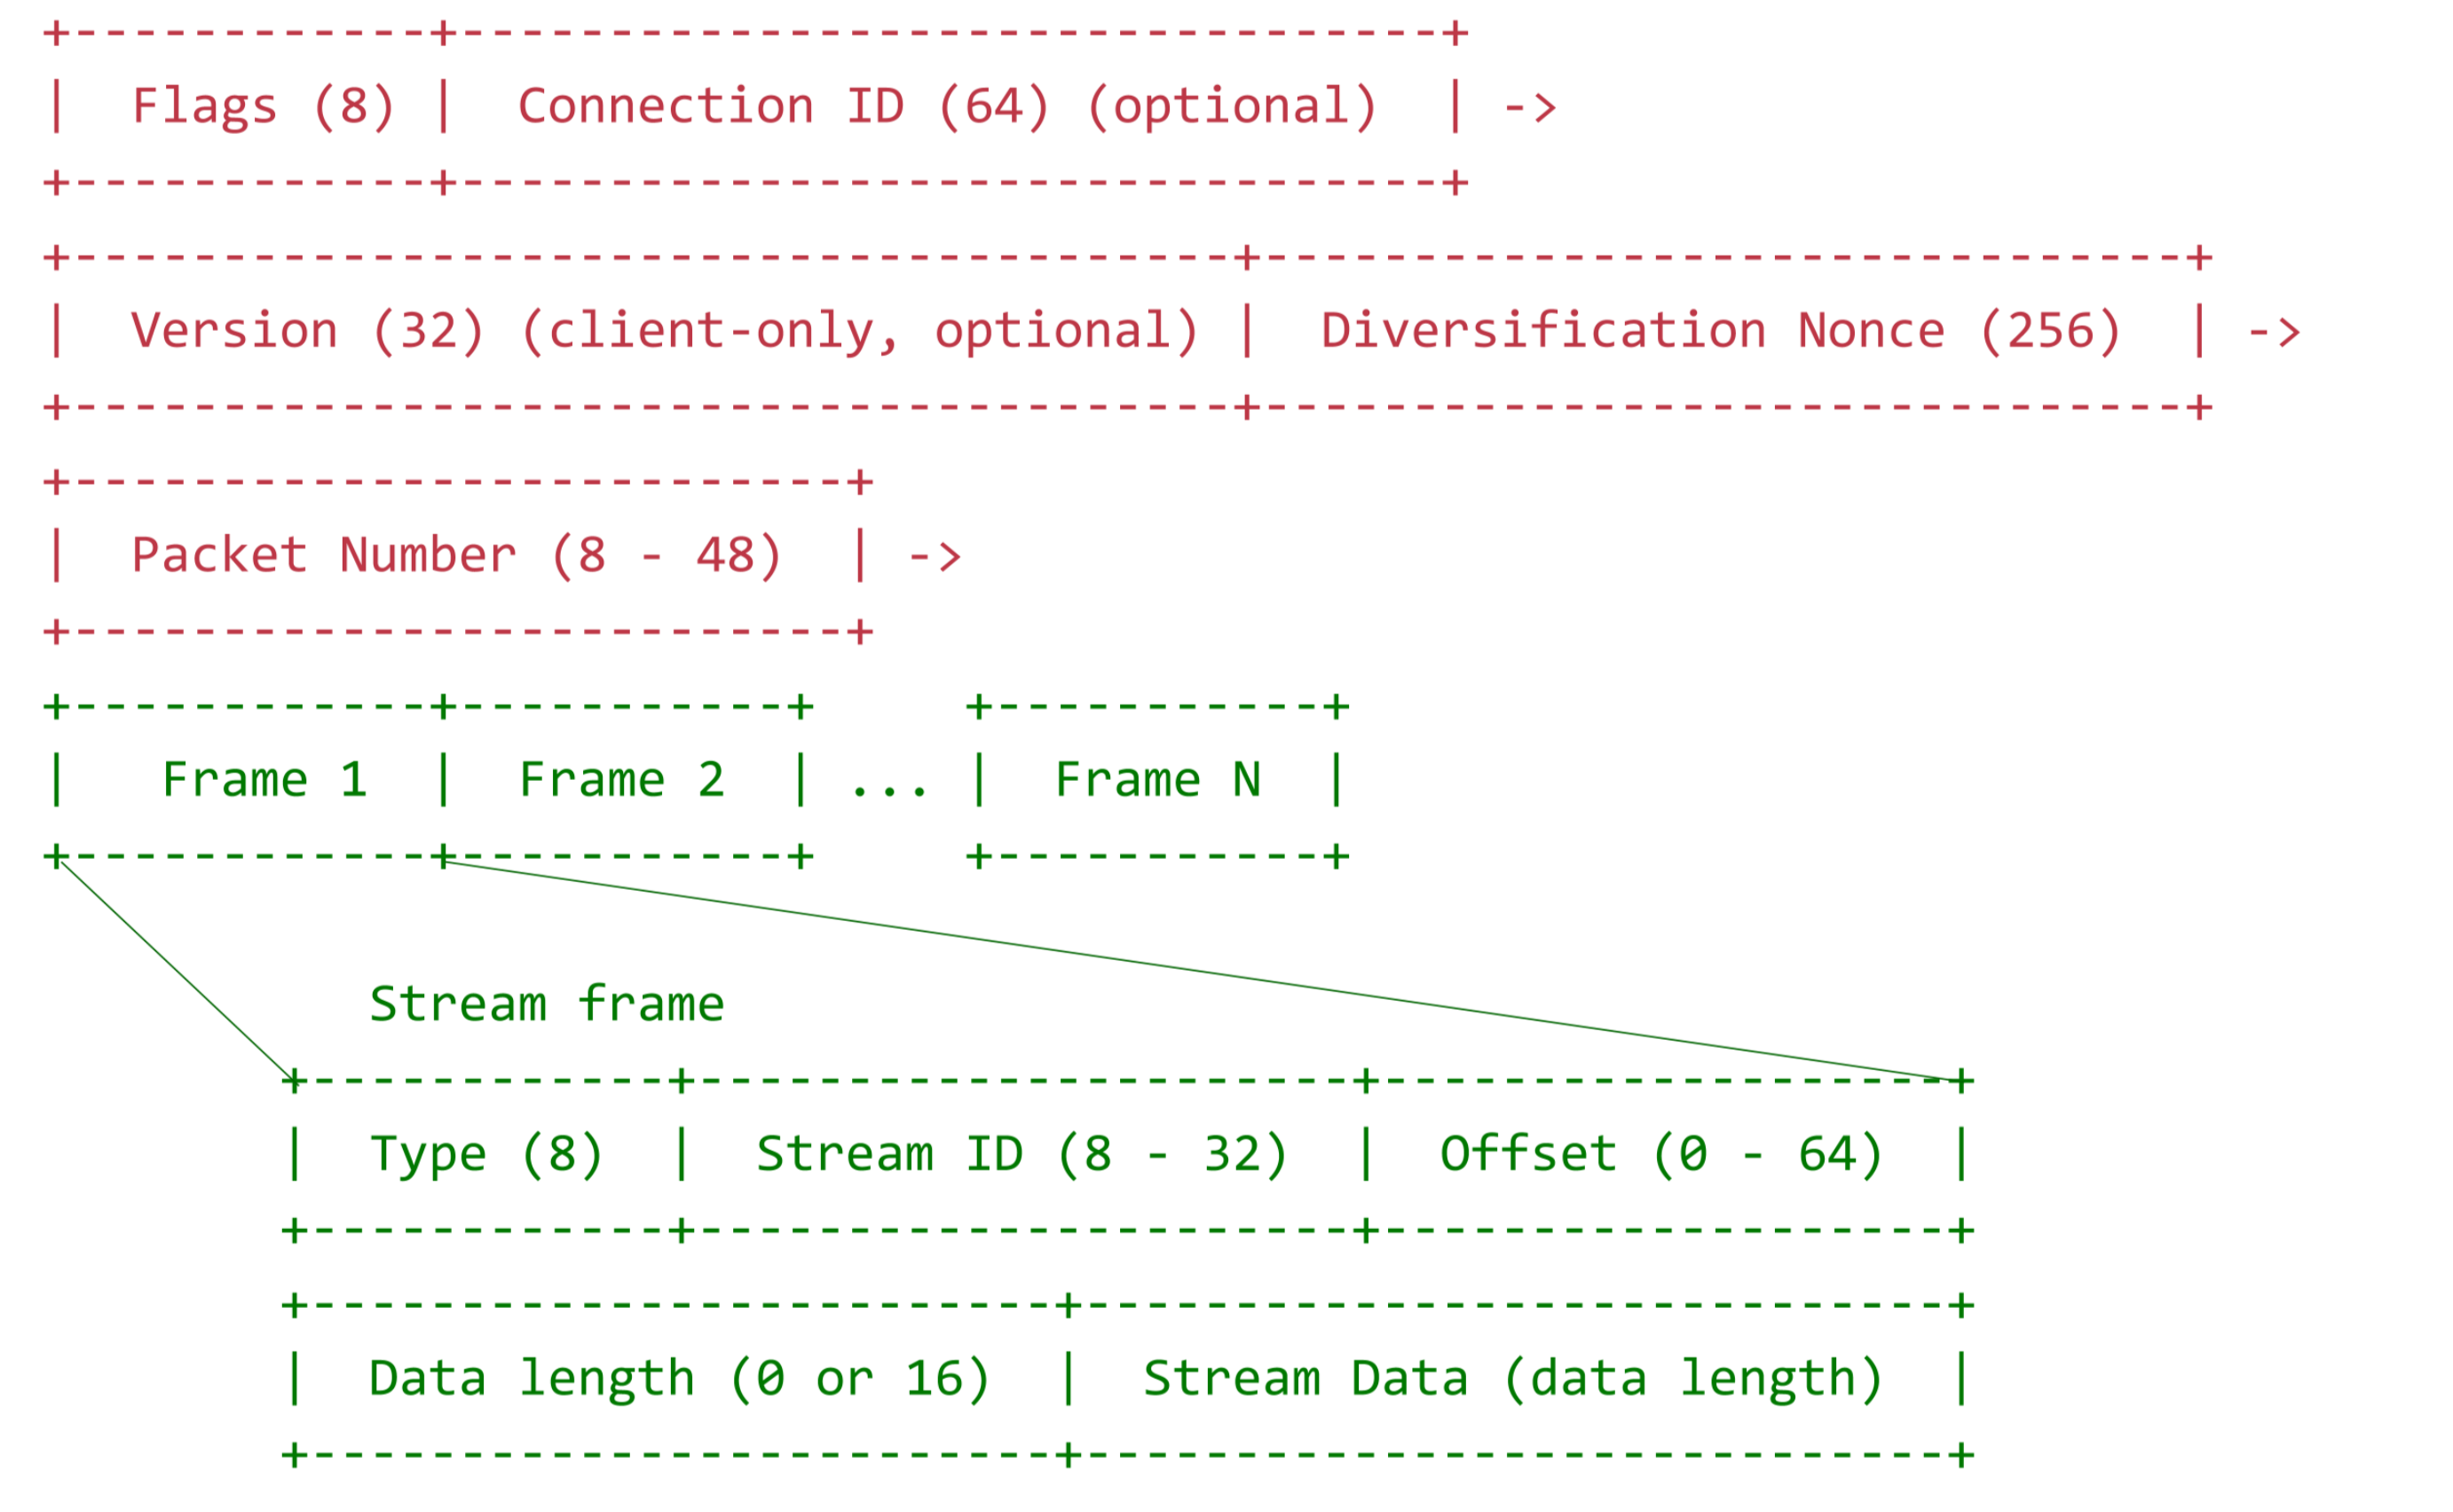 +------------+----------------------------------+
|  Flags (8) |  Connection ID (64) (optional)  | ->
+------------+----------------------------------+
+---------------------------------------+-------------------------------+
|  Version (32) (client-only, optional) |  Diversification Nonce (256)  | ->
+---------------------------------------+-------------------------------+
+--------------------------+
|  Packet Number (8 - 48)  | ->
+--------------------------+
+------------+-----------+     +-----------+
|   Frame 1  |  Frame 2  | ... |  Frame N  |
+------------+-----------+     +-----------+
Stream frame
+------------+----------------------+-------------------+
|  Type (8)  |  Stream ID (8 - 32)  |  Offset (0 - 64)  |
+------------+----------------------+-------------------+
+-------------------------+-----------------------------+
|  Data length (0 or 16)  |  Stream Data (data length)  |
+-------------------------+-----------------------------+